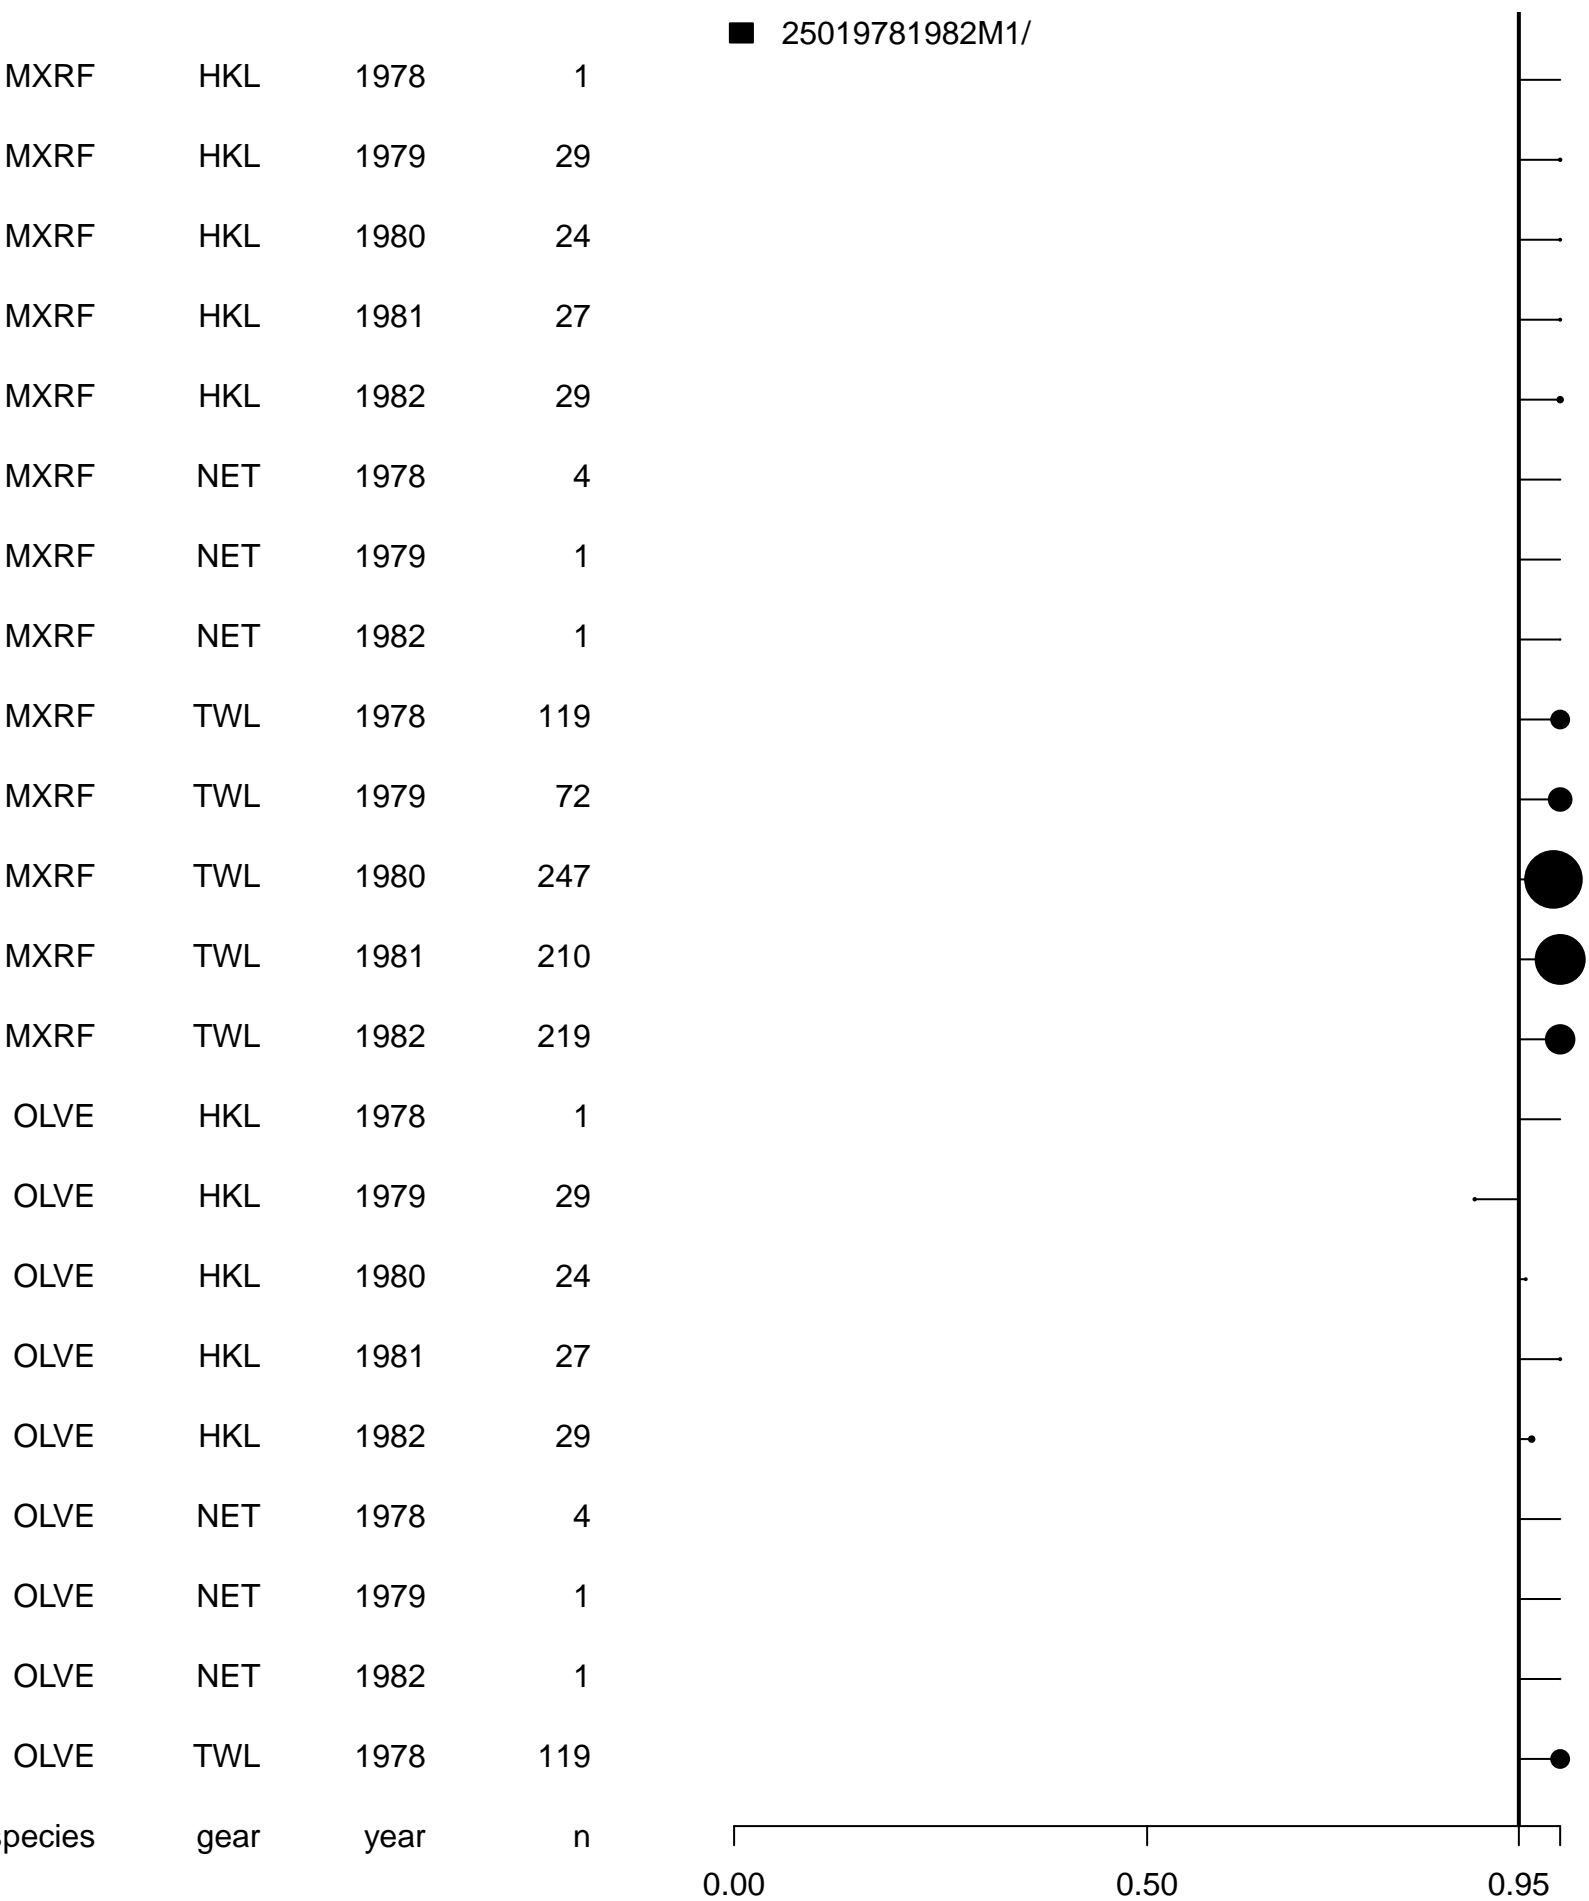 25019781982M1/
MXRF HKL 1978 1
MXRF HKL 1979 29
MXRF HKL 1980 24
MXRF HKL 1981 27
MXRF HKL 1982 29
MXRF NET 1978 4
MXRF NET 1979 1
MXRF NET 1982 1
MXRF TWL 1978 119
MXRF TWL 1979 72
MXRF TWL 1980 247
MXRF TWL 1981 210
MXRF TWL 1982 219
OLVE HKL 1978 1
OLVE HKL 1979 29
OLVE HKL 1980 24
OLVE HKL 1981 27
OLVE HKL 1982 29
OLVE NET 1978 4
OLVE NET 1979 1
OLVE NET 1982 1
OLVE TWL 1978 119
pecies gear year n
0.00 0.50 0.95